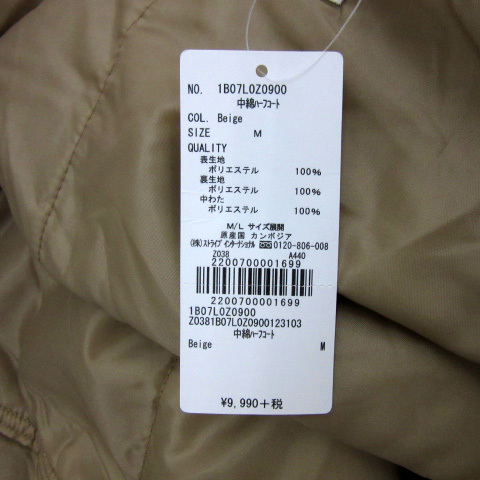 NO. 1B07L0Z0900
中綿ﾊｰﾌｺｰﾄ
COL. Beige
SIZE M
QUALITY
表生地
ポリエステル 100%
裏生地
ポリエステル 100%
中わた
ポリエステル 100%
M/L サイズ展開
原産国 カンボジア
(株)ｽﾄﾗｲﾌﾟ ｲﾝﾀｰﾅｼｮﾅﾙ 0120-806-008
Z038 A440
2200700001699
2200700001699
1B07L0Z0900
Z0381B07L0Z0900123103
中綿ﾊｰﾌｺｰﾄ
Beige M
¥9,990+税